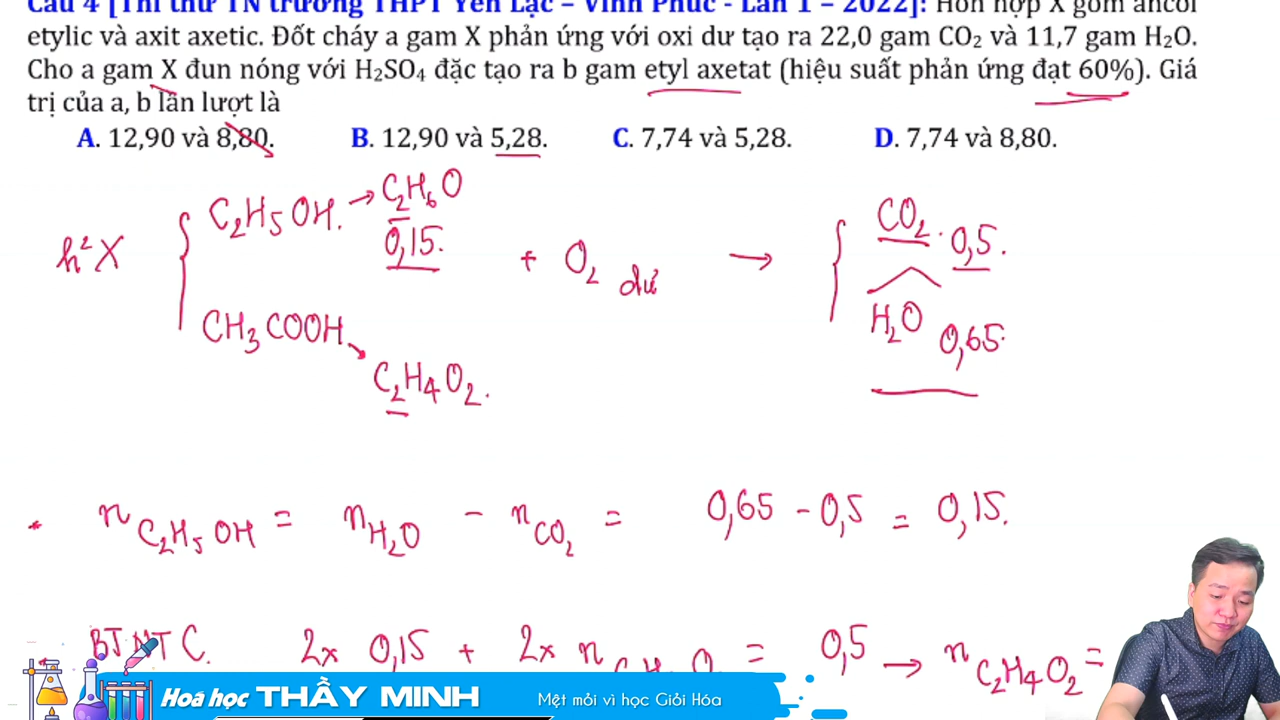 Câu 4 [Thi thử TN trường THPT Yên Lạc – Vĩnh Phúc - Lần 1 – 2022]: Hỗn hợp X gồm ancol
etylic và axit axetic. Đốt cháy a gam X phản ứng với oxi dư tạo ra 22,0 gam CO₂ và 11,7 gam H₂O.
Cho a gam X đun nóng với H₂SO₄ đặc tạo ra b gam etyl axetat (hiệu suất phản ứng đạt 60%). Giá
trị của a, b lần lượt là
A. 12,90 và 8,80. B. 12,90 và 5,28. C. 7,74 và 5,28. D. 7,74 và 8,80.
C₂H₅OH. → C₂H₆O
0,15.
h² X + O₂ dư → CO₂. 0,5.
CH₃COOH H₂O 0,65.
C₂H₄O₂.
* n C₂H₅OH = n H₂O - n CO₂ = 0,65 - 0,5 = 0,15.
BTNT C. 2x 0,15 + 2x n = 0,5 → n C₂H₄O₂ =
Hoá học THẦY MINH Mệt mỏi vì học Giỏi Hóa